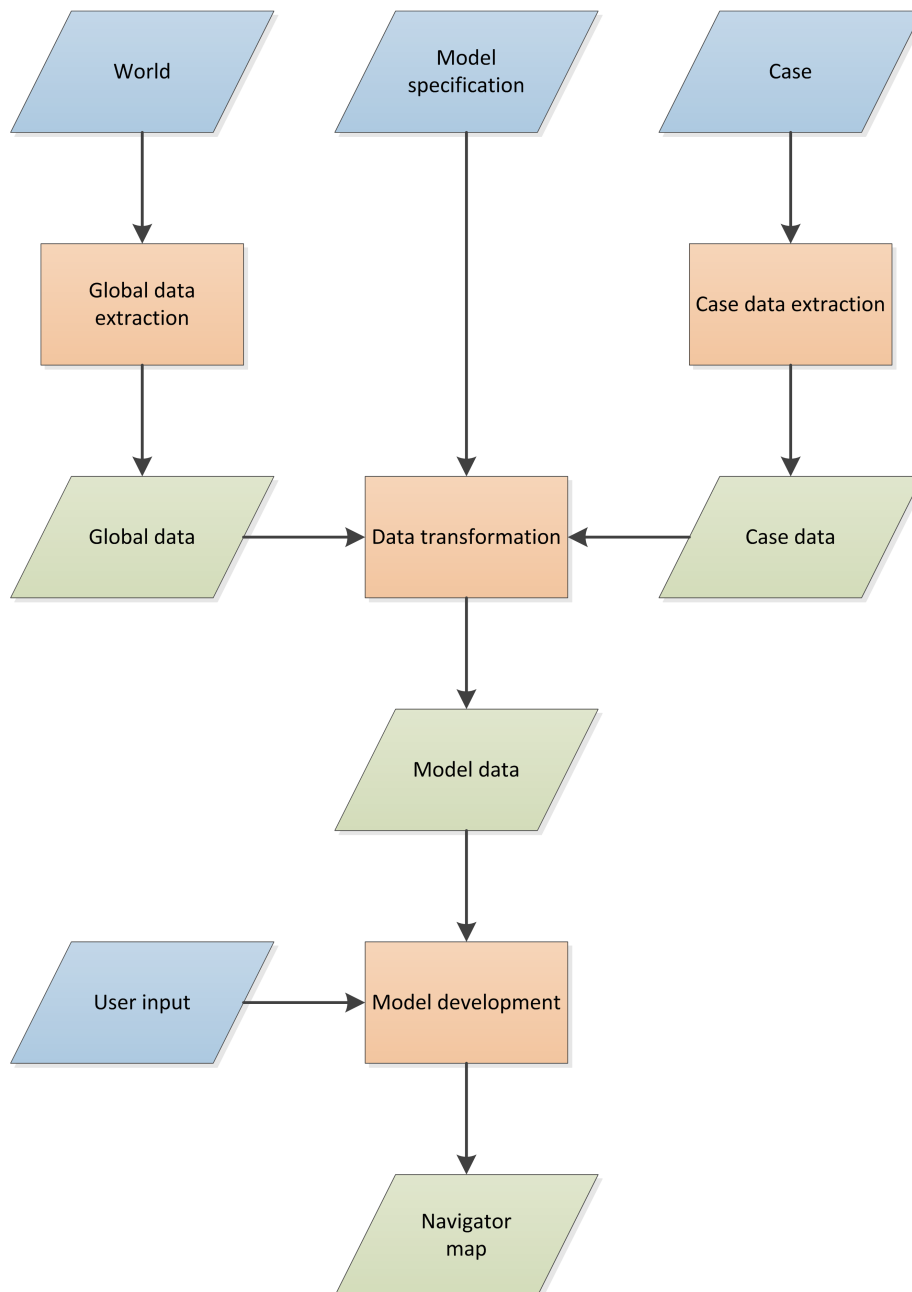 World
Model
specification
Case
Global data
extraction
Case data extraction
Global data
Data transformation
Case data
Model data
User input
Model development
Navigator
map